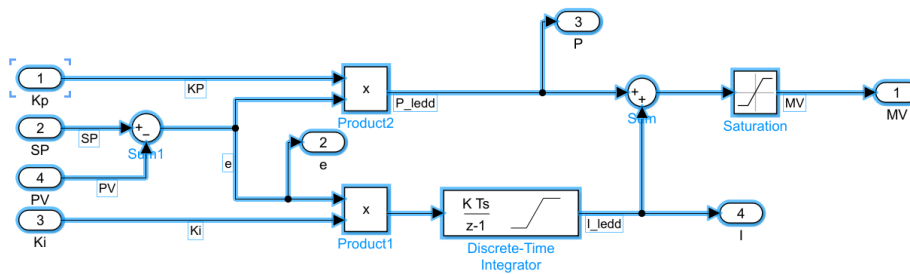 3
P
1
Kp
KP
x
P_ledd
Product2
+
+
Sum
Saturation
MV
1
MV
2
SP
SP
+
−
Sum1
e
2
e
4
PV
PV
3
Ki
Ki
x
Product1
K Ts
z-1
Discrete-Time
Integrator
I_ledd
4
I